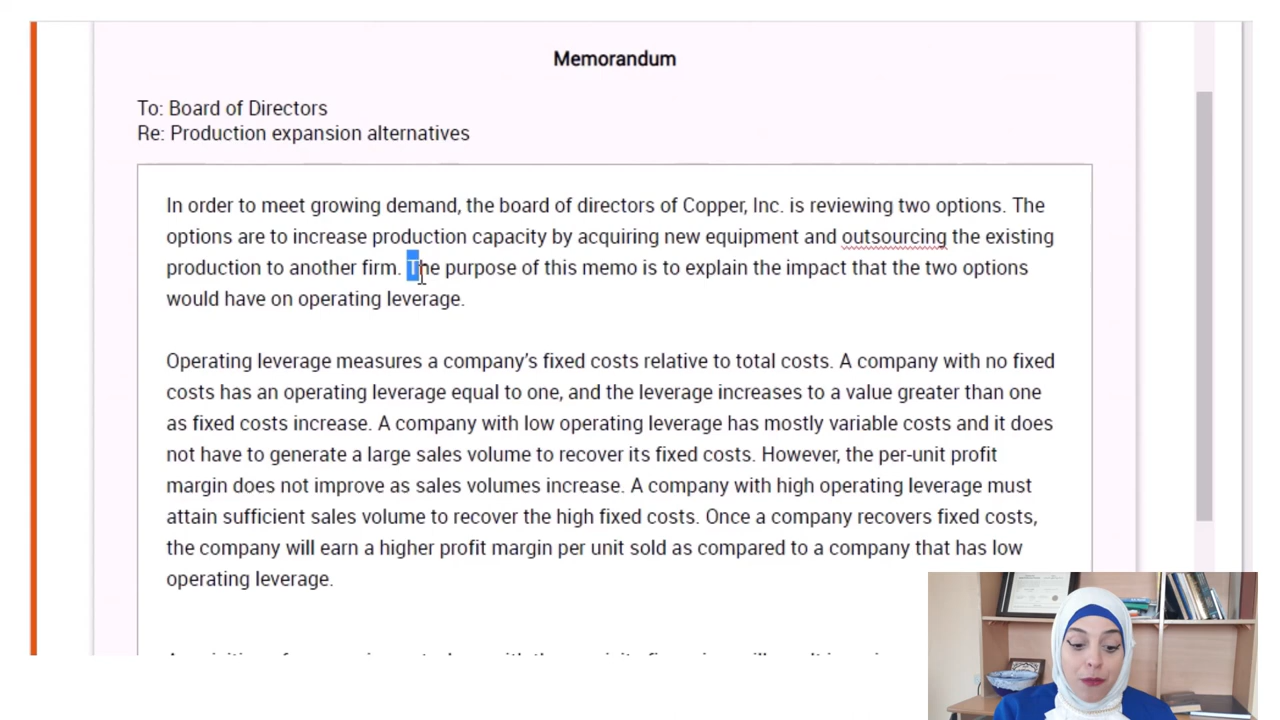 Memorandum
To: Board of Directors
Re: Production expansion alternatives
In order to meet growing demand, the board of directors of Copper, Inc. is reviewing two options. The
options are to increase production capacity by acquiring new equipment and outsourcing the existing
production to another firm. The purpose of this memo is to explain the impact that the two options
would have on operating leverage.
Operating leverage measures a company's fixed costs relative to total costs. A company with no fixed
costs has an operating leverage equal to one, and the leverage increases to a value greater than one
as fixed costs increase. A company with low operating leverage has mostly variable costs and it does
not have to generate a large sales volume to recover its fixed costs. However, the per-unit profit
margin does not improve as sales volumes increase. A company with high operating leverage must
attain sufficient sales volume to recover the high fixed costs. Once a company recovers fixed costs,
the company will earn a higher profit margin per unit sold as compared to a company that has low
operating leverage.